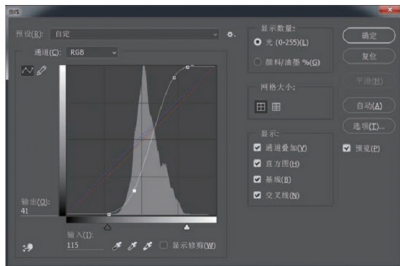 曲线
预设(R): 自定
通道(C): RGB
输出(O):
41
输入(I):
115
显示修剪(W)
显示数量:
光 (0-255)(L)
颜料/油墨 %(G)
网格大小:
显示:
通道叠加(V)
直方图(H)
基线(B)
交叉线(N)
确定
复位
平滑(M)
自动(A)
选项(T)...
预览(P)